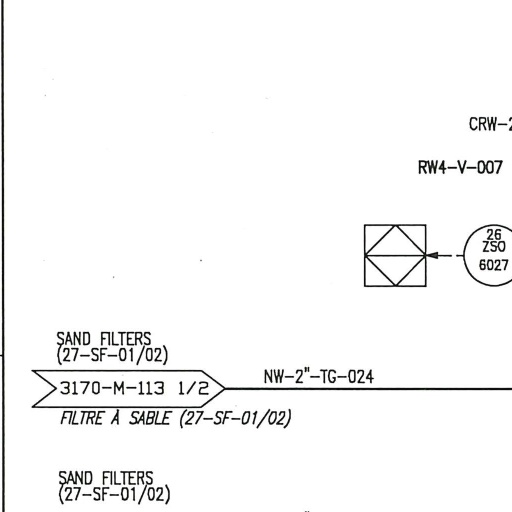 CRW-2
RW4-V-007
26
ZSO
6027
SAND FILTERS
(27-SF-01/02)
3170-M-113 1/2
NW-2"-TG-024
FILTRE À SABLE (27-SF-01/02)
SAND FILTERS
(27-SF-01/02)